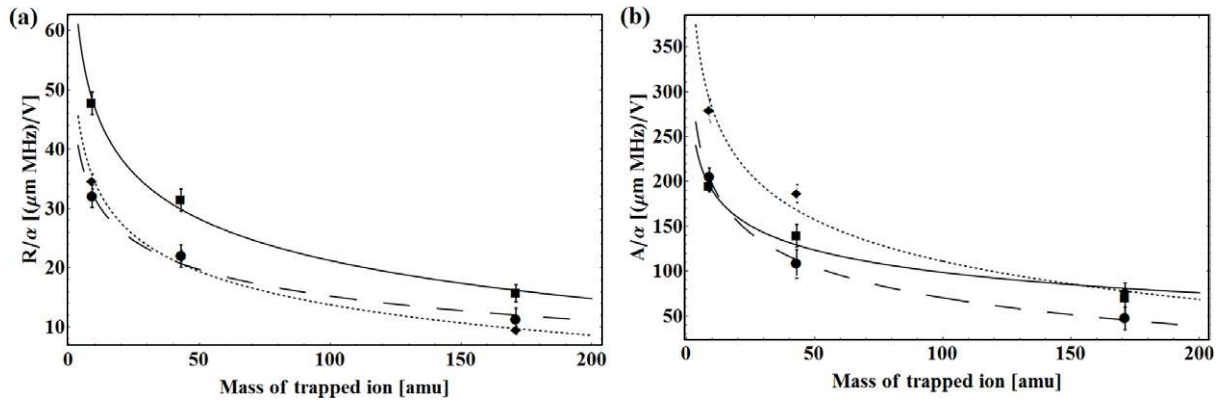 (a)
60
50
40
30
20
10
R/α [(μm MHz)/V]
0 50 100 150 200
Mass of trapped ion [amu]
(b)
350
300
250
200
150
100
50
A/α [(μm MHz)/V]
0 50 100 150 200
Mass of trapped ion [amu]